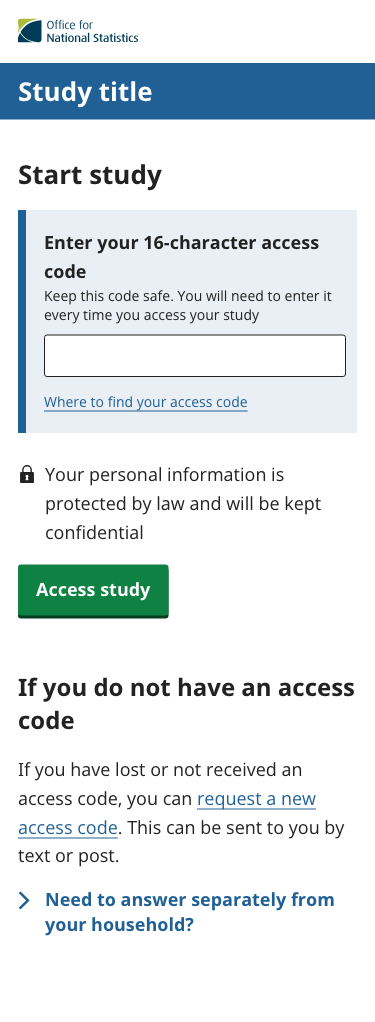 Office for
National Statistics
Study title
Start study
Enter your 16-character access
code
Keep this code safe. You will need to enter it
every time you access your study
Where to find your access code
Your personal information is
protected by law and will be kept
confidential
Access study
If you do not have an access
code
If you have lost or not received an
access code, you can request a new
access code. This can be sent to you by
text or post.
Need to answer separately from
your household?